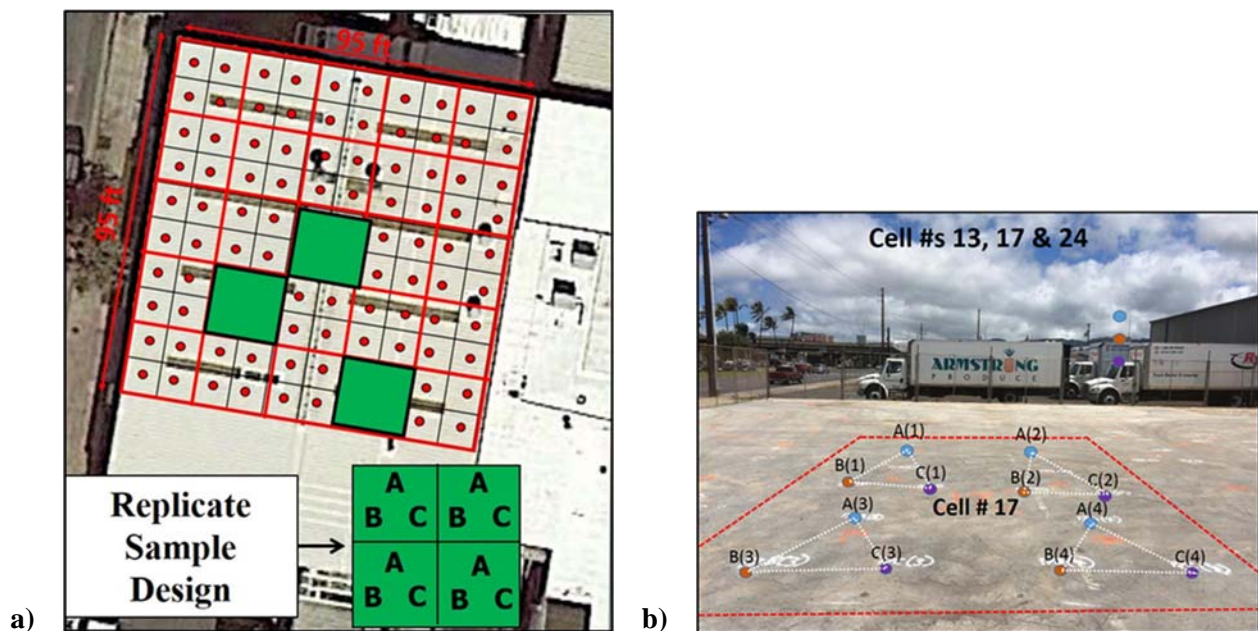 95 ft
95 ft
A A
B C B C
A A
B C B C
Replicate
Sample
Design
a)
Cell #s 13, 17 & 24
ARMSTRONG
PRODUCE
A(1) A(2)
B(1) C(1) B(2) C(2)
Cell # 17
A(3) A(4)
B(3) C(3) B(4) C(4)
b)